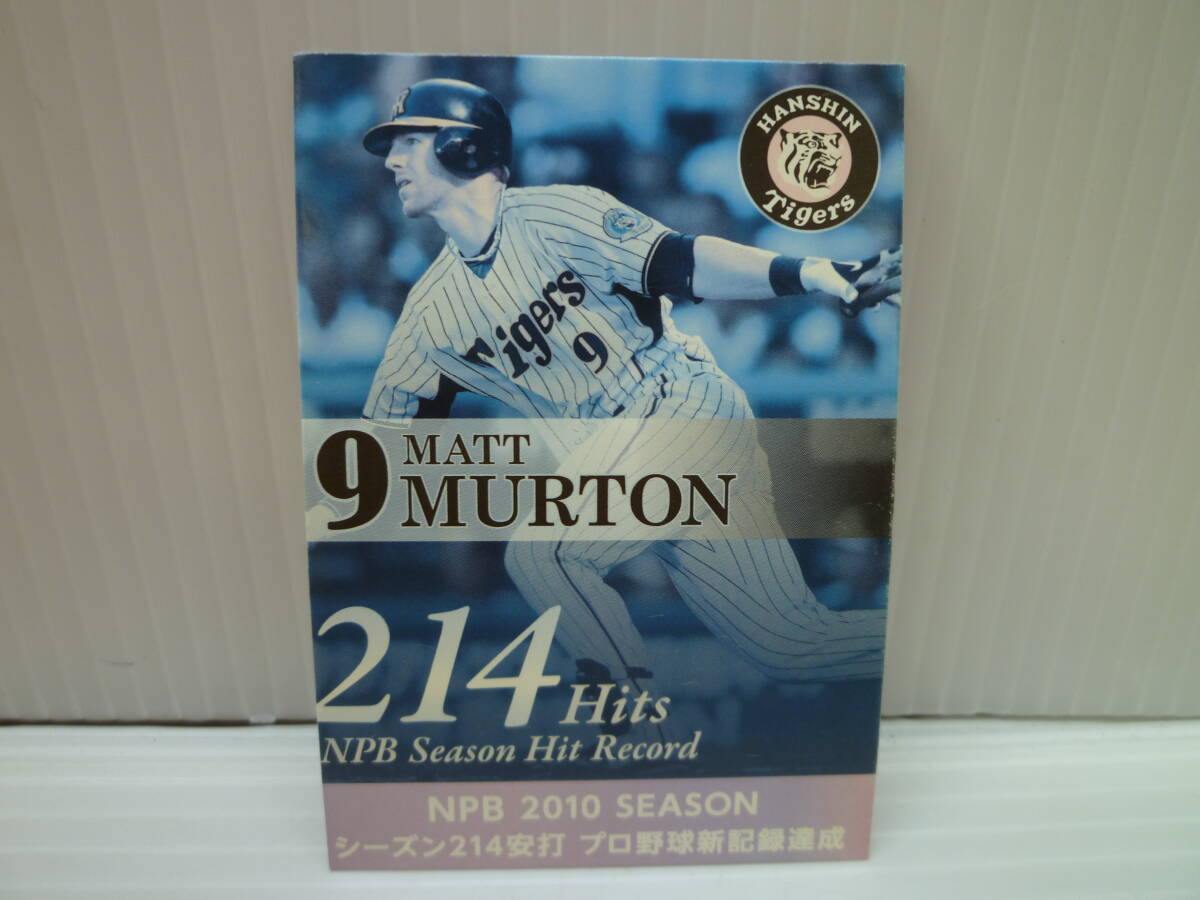 HANSHIN
Tigers
Tigers
9
9 MATT
MURTON
214 Hits
NPB Season Hit Record
NPB 2010 SEASON
シーズン214安打 プロ野球新記録達成